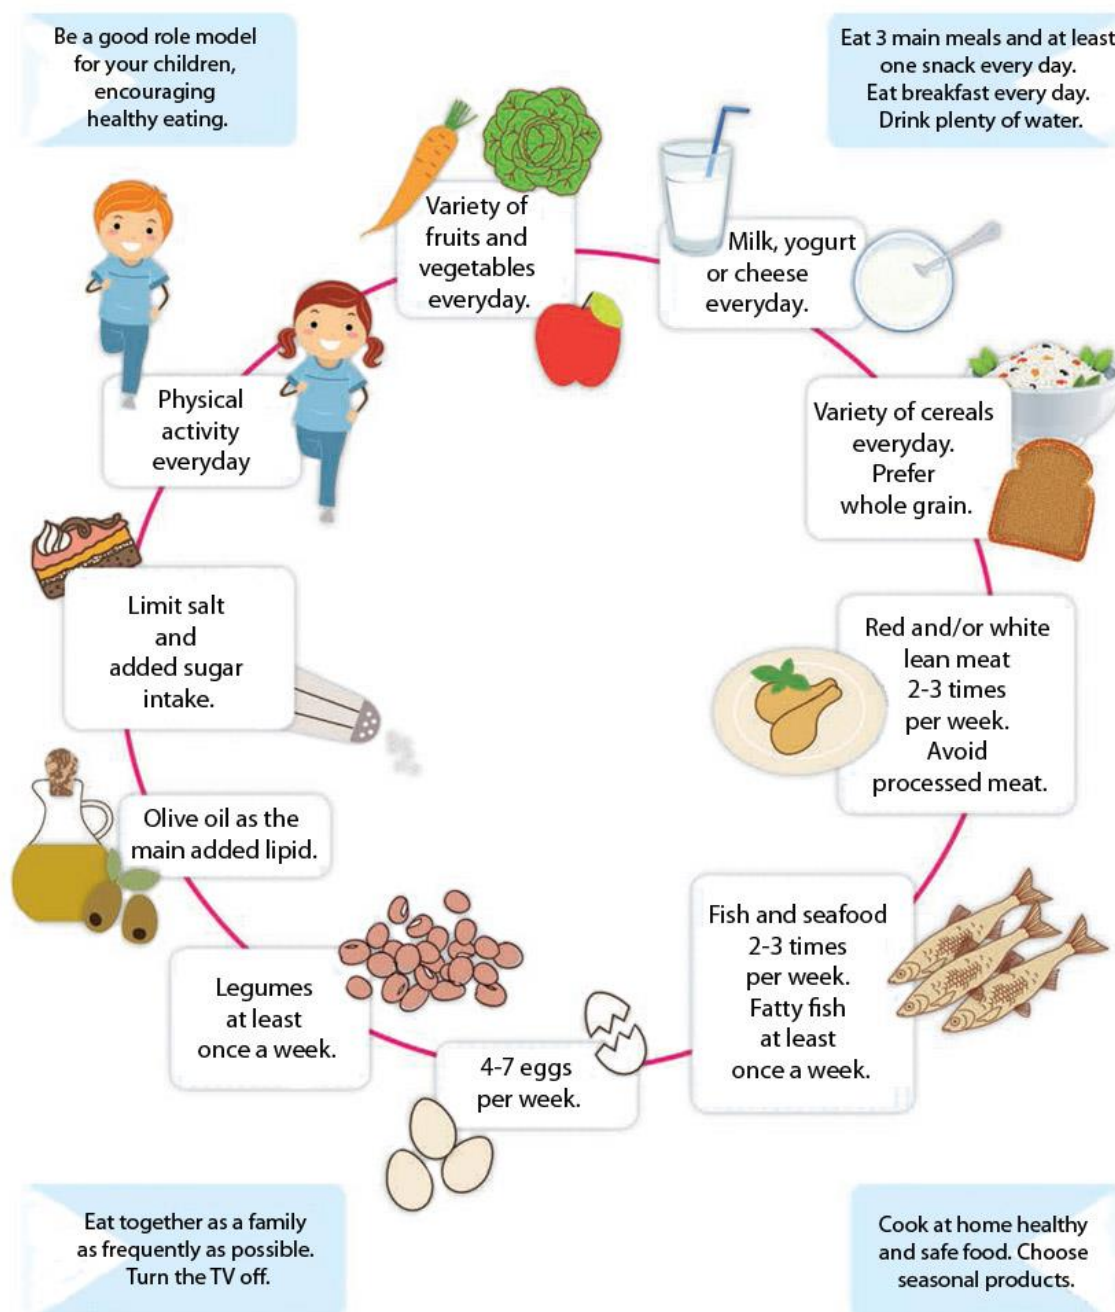 Be a good role model
for your children,
encouraging
healthy eating.
Eat 3 main meals and at least
one snack every day.
Eat breakfast every day.
Drink plenty of water.
Variety of
fruits and
vegetables
everyday.
Milk, yogurt
or cheese
everyday.
Variety of cereals
everyday.
Prefer
whole grain.
Red and/or white
lean meat
2-3 times
per week.
Avoid
processed meat.
Fish and seafood
2-3 times
per week.
Fatty fish
at least
once a week.
4-7 eggs
per week.
Legumes
at least
once a week.
Olive oil as the
main added lipid.
Limit salt
and
added sugar
intake.
Physical
activity
everyday
Eat together as a family
as frequently as possible.
Turn the TV off.
Cook at home healthy
and safe food. Choose
seasonal products.